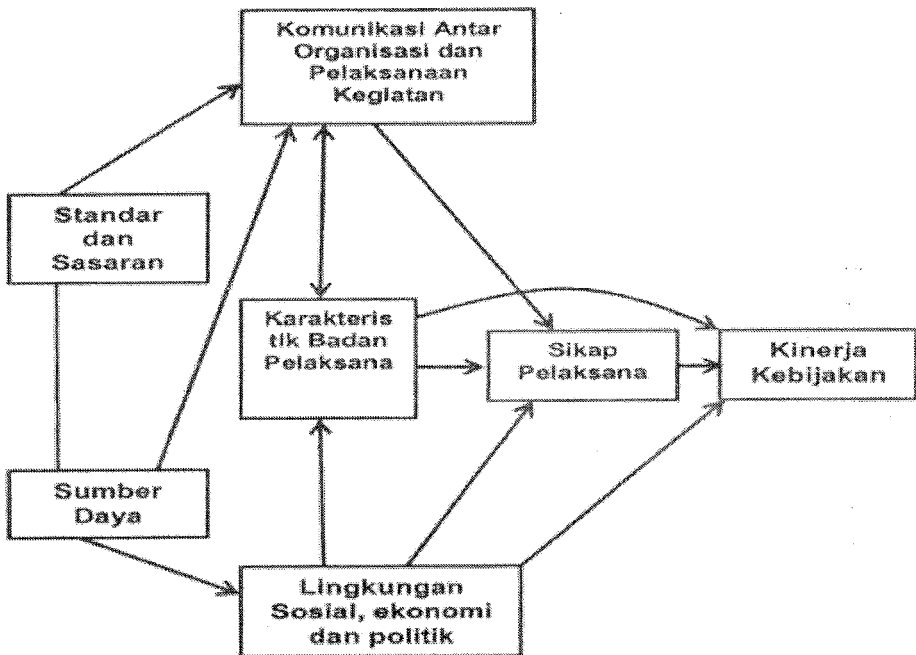 Komunikasi Antar
Organisasi dan
Pelaksanaan
Kegiatan
Standar
dan
Sasaran
Karakteris
tik Badan
Pelaksana
Sikap
Pelaksana
Kinerja
Kebijakan
Sumber
Daya
Lingkungan
Sosial, ekonomi
dan politik